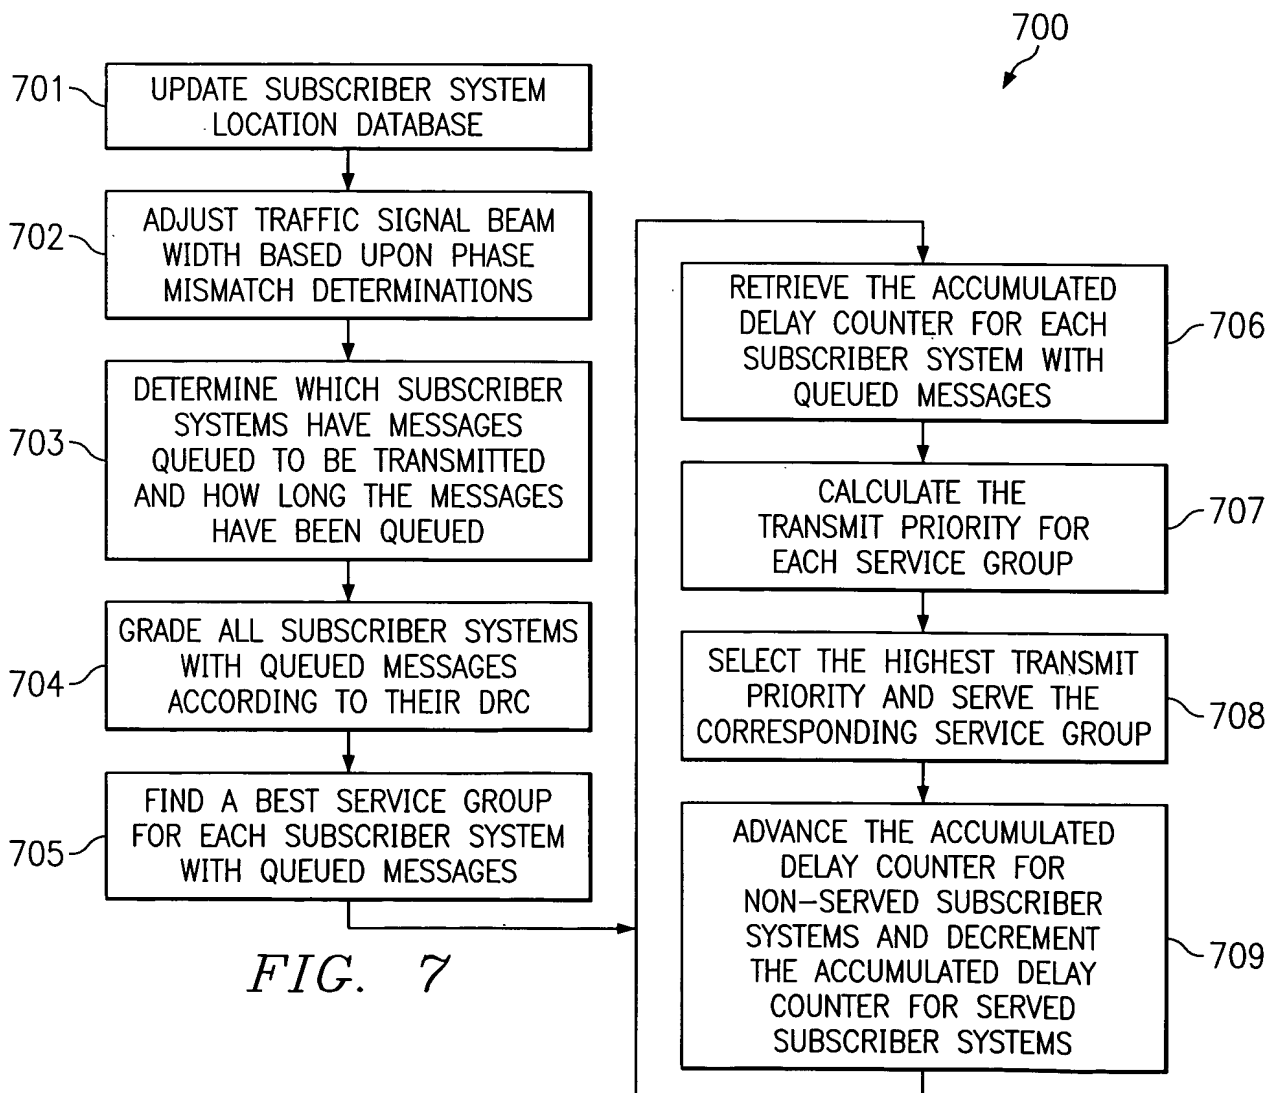 700
701
UPDATE SUBSCRIBER SYSTEM
LOCATION DATABASE
702
ADJUST TRAFFIC SIGNAL BEAM
WIDTH BASED UPON PHASE
MISMATCH DETERMINATIONS
703
DETERMINE WHICH SUBSCRIBER
SYSTEMS HAVE MESSAGES
QUEUED TO BE TRANSMITTED
AND HOW LONG THE MESSAGES
HAVE BEEN QUEUED
704
GRADE ALL SUBSCRIBER SYSTEMS
WITH QUEUED MESSAGES
ACCORDING TO THEIR DRC
705
FIND A BEST SERVICE GROUP
FOR EACH SUBSCRIBER SYSTEM
WITH QUEUED MESSAGES
RETRIEVE THE ACCUMULATED
DELAY COUNTER FOR EACH
SUBSCRIBER SYSTEM WITH
QUEUED MESSAGES
706
CALCULATE THE
TRANSMIT PRIORITY FOR
EACH SERVICE GROUP
707
SELECT THE HIGHEST TRANSMIT
PRIORITY AND SERVE THE
CORRESPONDING SERVICE GROUP
708
ADVANCE THE ACCUMULATED
DELAY COUNTER FOR
NON-SERVED SUBSCRIBER
SYSTEMS AND DECREMENT
THE ACCUMULATED DELAY
COUNTER FOR SERVED
SUBSCRIBER SYSTEMS
709
FIG. 7